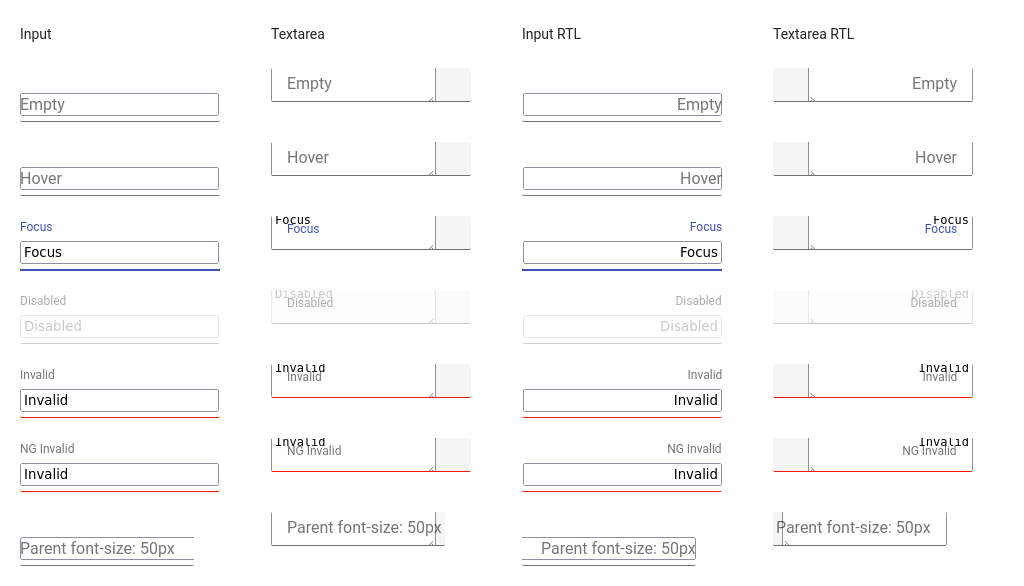 Input Textarea Input RTL Textarea RTL
Empty Empty Empty Empty
Hover Hover Hover Hover
Focus Focus Focus Focus
Focus Focus Focus Focus
Disabled Disabled Disabled Disabled
Disabled Disabled Disabled Disabled
Invalid Invalid Invalid Invalid
Invalid Invalid Invalid Invalid
NG Invalid Invalid NG Invalid Invalid
Invalid NG Invalid Invalid NG Invalid
Parent font-size: 50px Parent font-size: 50px Parent font-size: 50px Parent font-size: 50px